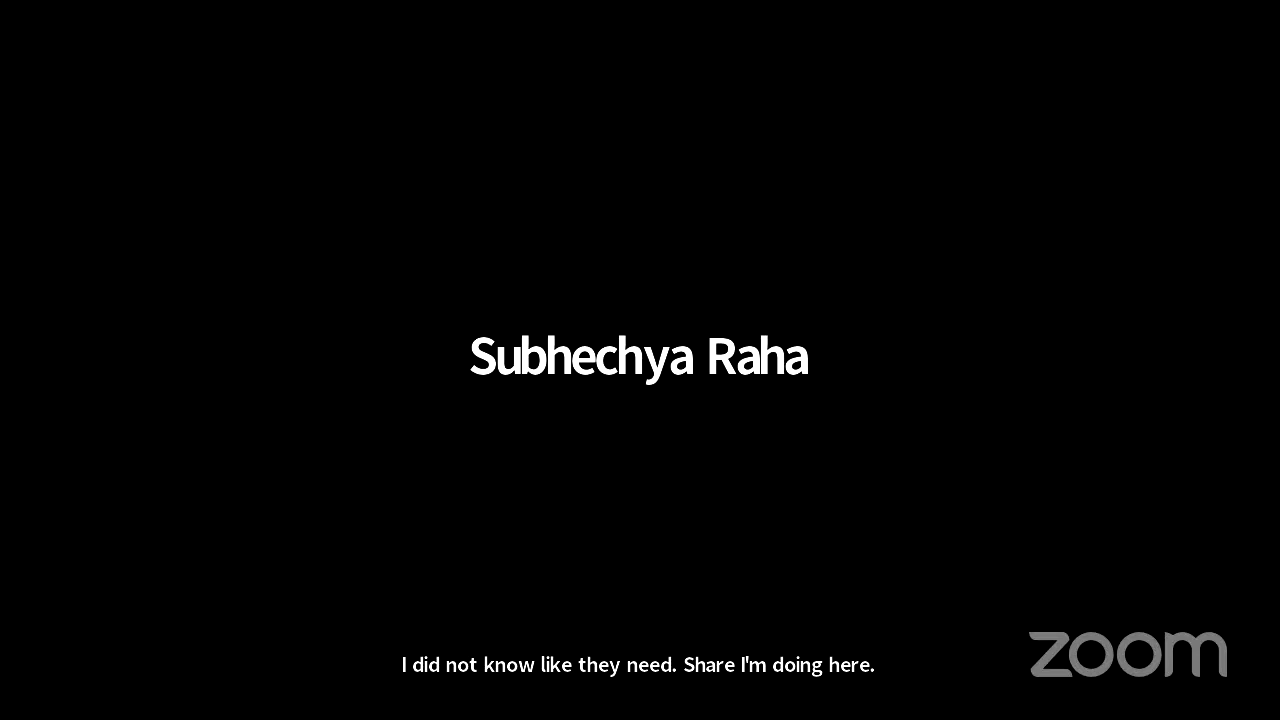 Subhechya Raha
I did not know like they need. Share I'm doing here.
zoom